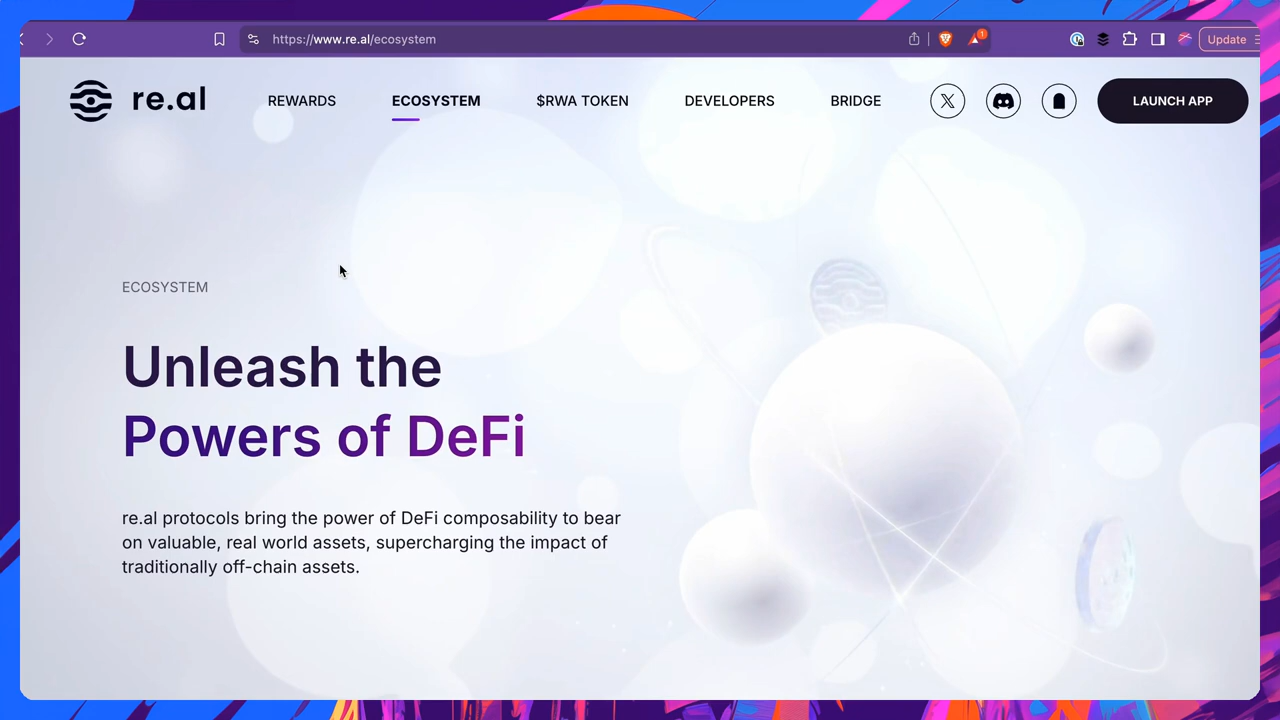 https://www.re.al/ecosystem
1
Update
re.al
REWARDS
ECOSYSTEM
$RWA TOKEN
DEVELOPERS
BRIDGE
LAUNCH APP
ECOSYSTEM
Unleash the
Powers of DeFi
re.al protocols bring the power of DeFi composability to bear
on valuable, real world assets, supercharging the impact of
traditionally off-chain assets.